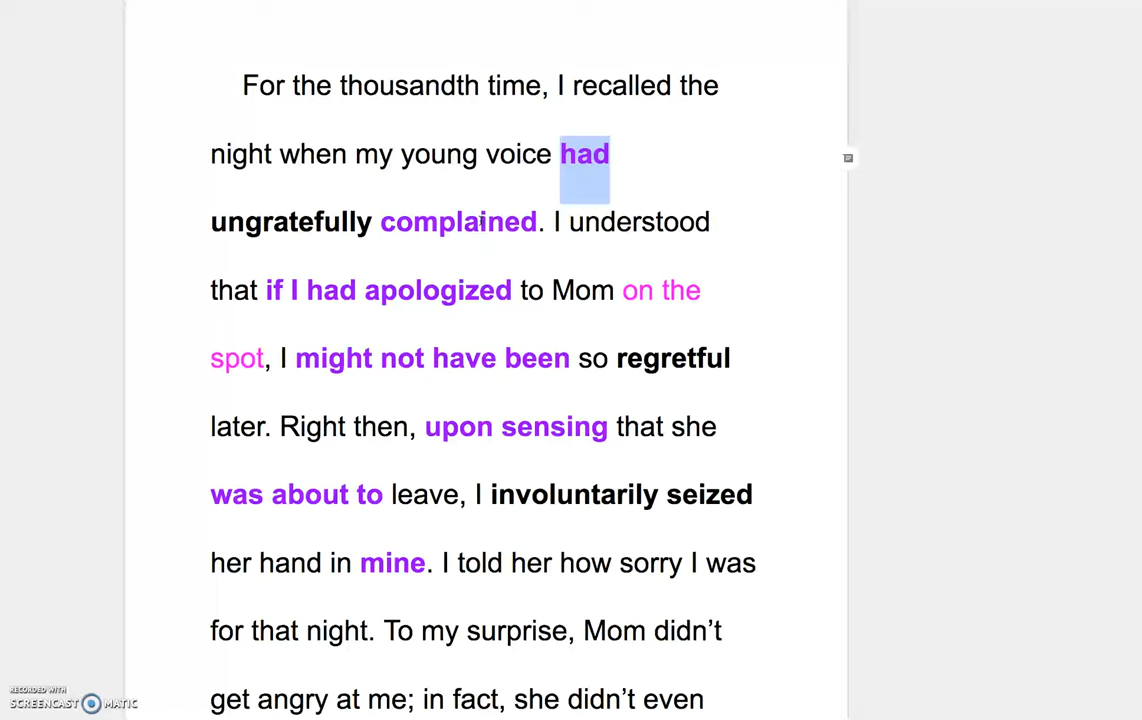 For the thousandth time, I recalled the
night when my young voice had
ungratefully complained. I understood
that if I had apologized to Mom on the
spot, I might not have been so regretful
later. Right then, upon sensing that she
was about to leave, I involuntarily seized
her hand in mine. I told her how sorry I was
for that night. To my surprise, Mom didn’t
get angry at me; in fact, she didn’t even
RECORDED WITH
SCREENCAST MATIC